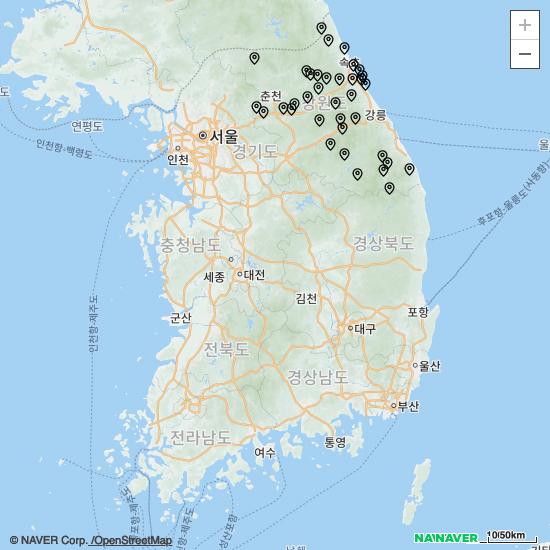 +
−
속
춘천
강원도
강릉
연평도
서울
인천항-백령도
인천
경기도
울
후포항-울릉도(사동항)
충청남도
경상북도
세종
대전
김천
인천항-제주도
군산
포항
대구
전북도
울산
경상남도
부산
전라남도
여수
통영
© NAVER Corp. /OpenStreetMap
NAVER
10/50km